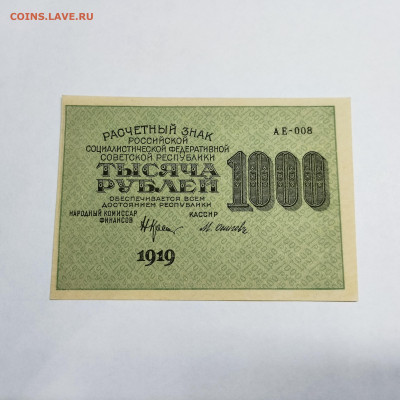 COINS.LAVE.RU
РАСЧЕТНЫЙ ЗНАК
РОССИЙСКОЙ
СОЦИАЛИСТИЧЕСКОЙ ФЕДЕРАТИВНОЙ
СОВЕТСКОЙ РЕСПУБЛИКИ
ТЫСЯЧА
РУБЛЕЙ
ОБЕСПЕЧИВАЕТСЯ ВСЕМ
ДОСТОЯНИЕМ РЕСПУБЛИКИ
НАРОДНЫЙ КОМИССАР
ФИНАНСОВ
КАССИР
1919
АЕ-008
1000